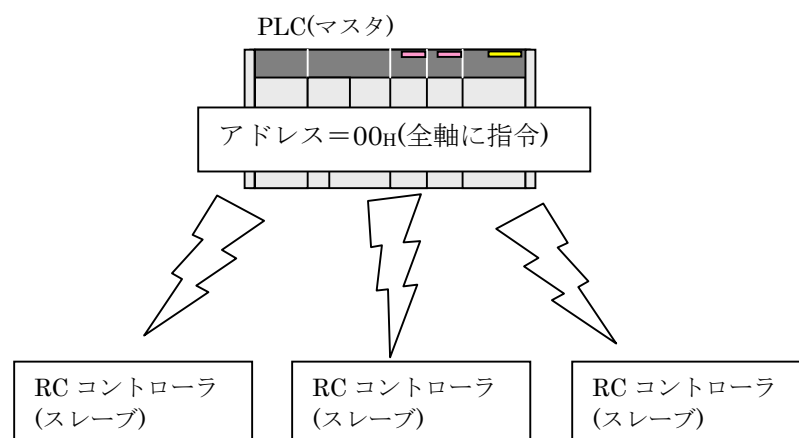 PLC(マスタ)
アドレス＝00H(全軸に指令)
RC コントローラ
(スレーブ)
RC コントローラ
(スレーブ)
RC コントローラ
(スレーブ)